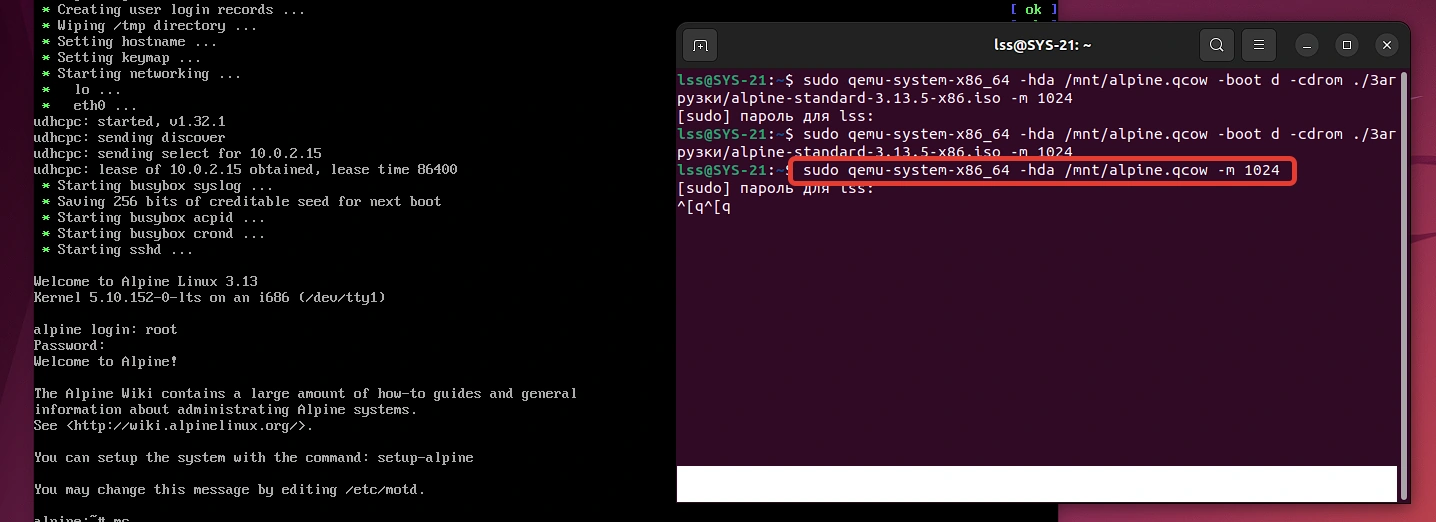 * Creating user login records ...
[ ok ]
* Wiping /tmp directory ...
* Setting hostname ...
* Setting keymap ...
* Starting networking ...
*   lo ...
*   eth0 ...
udhcpc: started, v1.32.1
udhcpc: sending discover
udhcpc: sending select for 10.0.2.15
udhcpc: lease of 10.0.2.15 obtained, lease time 86400
* Starting busybox syslog ...
* Saving 256 bits of creditable seed for next boot
* Starting busybox acpid ...
* Starting busybox crond ...
* Starting sshd ...
Welcome to Alpine Linux 3.13
Kernel 5.10.152-0-lts on an i686 (/dev/tty1)
alpine login: root
Password:
Welcome to Alpine!
The Alpine Wiki contains a large amount of how-to guides and general
information about administrating Alpine systems.
See <http://wiki.alpinelinux.org/>.
You can setup the system with the command: setup-alpine
You may change this message by editing /etc/motd.
alpine:~# mc
lss@SYS-21: ~
lss@SYS-21:~$ sudo qemu-system-x86_64 -hda /mnt/alpine.qcow -boot d -cdrom ./Заг
рузки/alpine-standard-3.13.5-x86.iso -m 1024
[sudo] пароль для lss:
lss@SYS-21:~$ sudo qemu-system-x86_64 -hda /mnt/alpine.qcow -boot d -cdrom ./Заг
рузки/alpine-standard-3.13.5-x86.iso -m 1024
lss@SYS-21:~$ sudo qemu-system-x86_64 -hda /mnt/alpine.qcow -m 1024
[sudo] пароль для lss:
^[q^[q